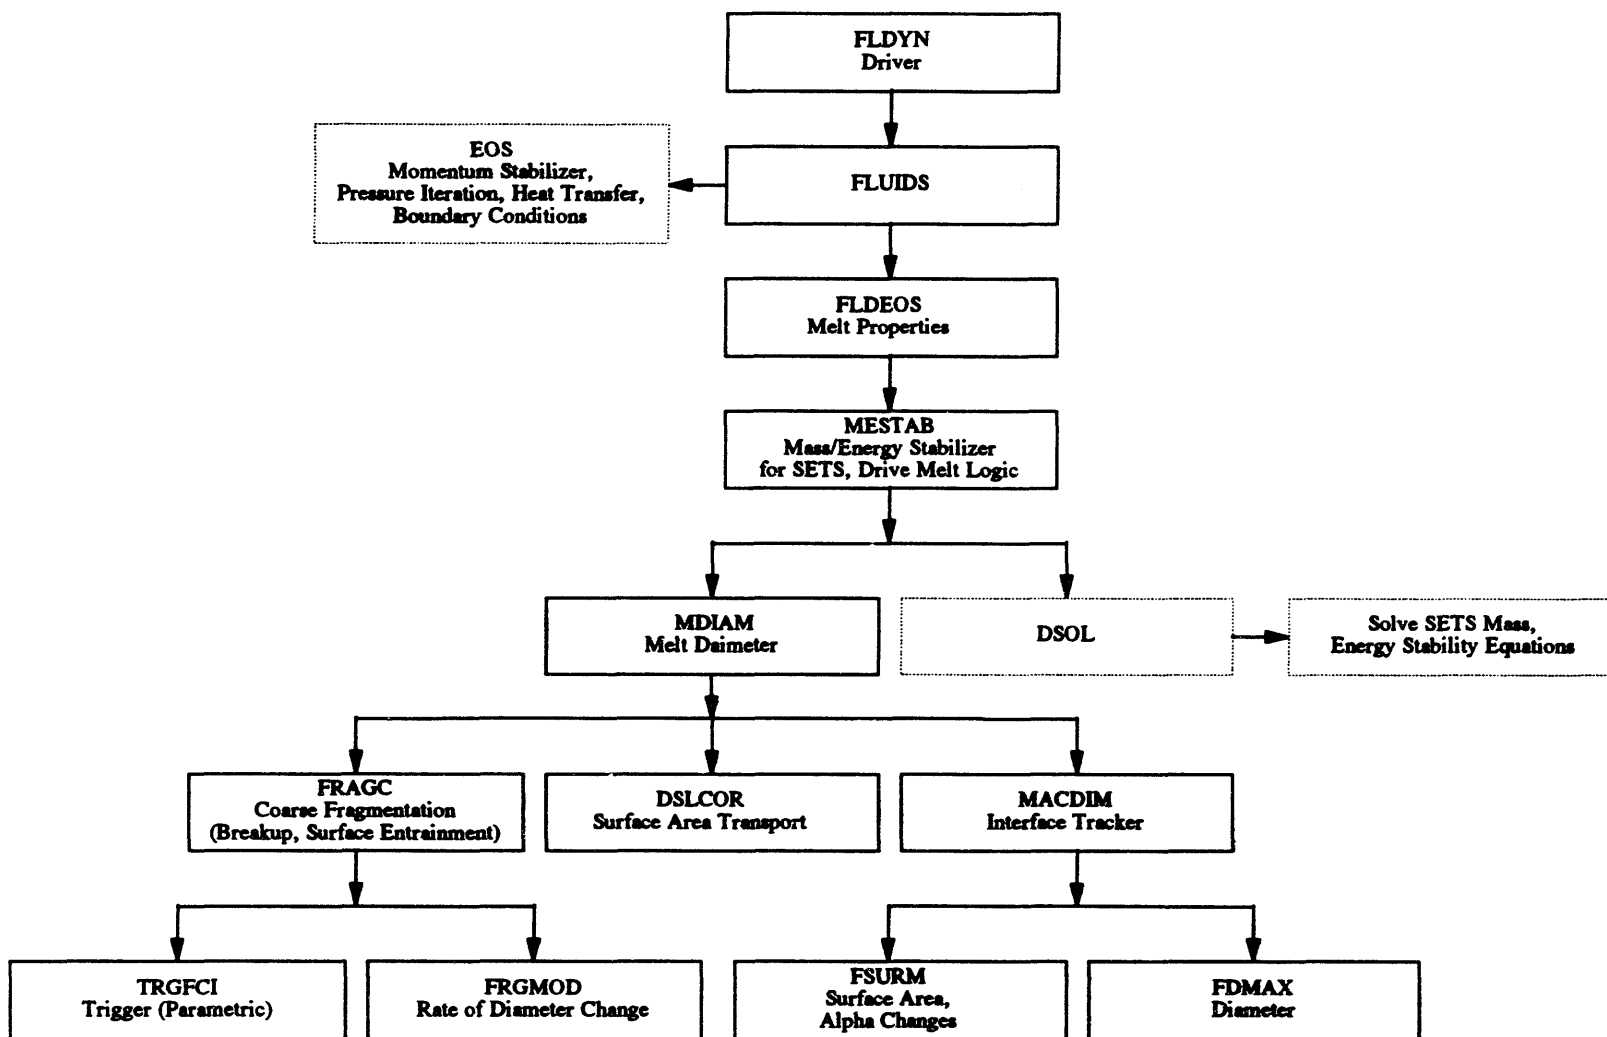 FLDYN
Driver
EOS
Momentum Stabilizer,
Pressure Iteration, Heat Transfer,
Boundary Conditions
FLUIDS
FLDEOS
Melt Properties
MESTAB
Mass/Energy Stabilizer
for SETS, Drive Melt Logic
MDIAM
Melt Daimeter
DSOL
Solve SETS Mass,
Energy Stability Equations
FRAGC
Coarse Fragmentation
(Breakup, Surface Entrainment)
DSLCOR
Surface Area Transport
MACDIM
Interface Tracker
TRGFCI
Trigger (Parametric)
FRGMOD
Rate of Diameter Change
FSURM
Surface Area,
Alpha Changes
FDMAX
Diameter